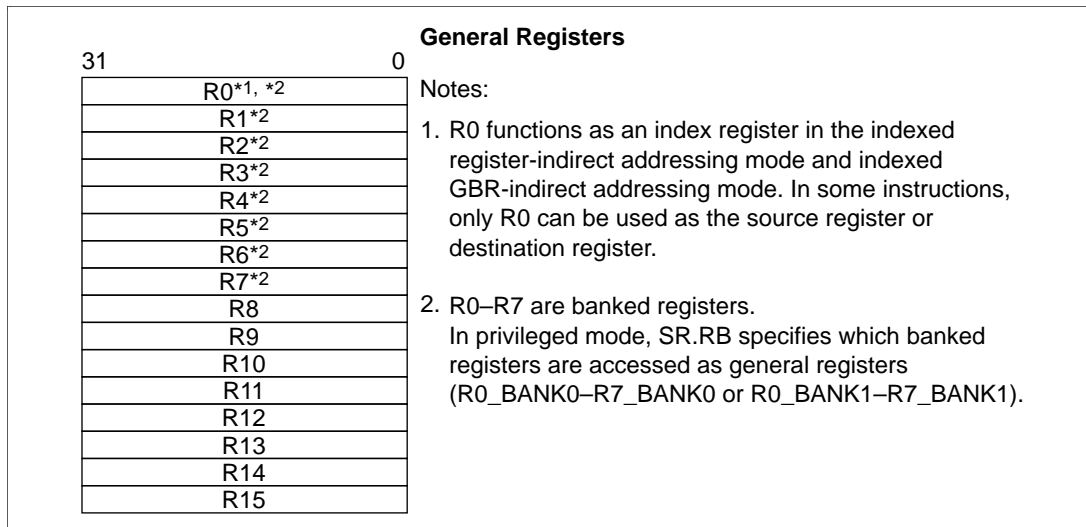 General Registers
31 0
R0*1, *2
R1*2
R2*2
R3*2
R4*2
R5*2
R6*2
R7*2
R8
R9
R10
R11
R12
R13
R14
R15
Notes:
1. R0 functions as an index register in the indexed
register-indirect addressing mode and indexed
GBR-indirect addressing mode. In some instructions,
only R0 can be used as the source register or
destination register.
2. R0–R7 are banked registers.
In privileged mode, SR.RB specifies which banked
registers are accessed as general registers
(R0_BANK0–R7_BANK0 or R0_BANK1–R7_BANK1).